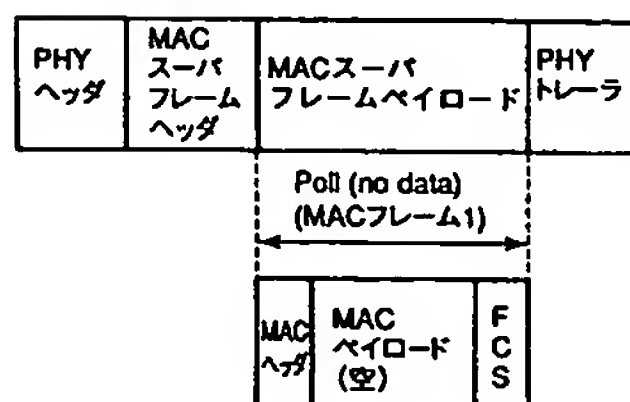 PHY
ヘッダ
MAC
スーパ
フレーム
ヘッダ
MACスーパ
フレームペイロード
PHY
トレーラ
Poll (no data)
(MACフレーム1)
MAC
ヘッダ
MAC
ペイロード
(空)
F
C
S